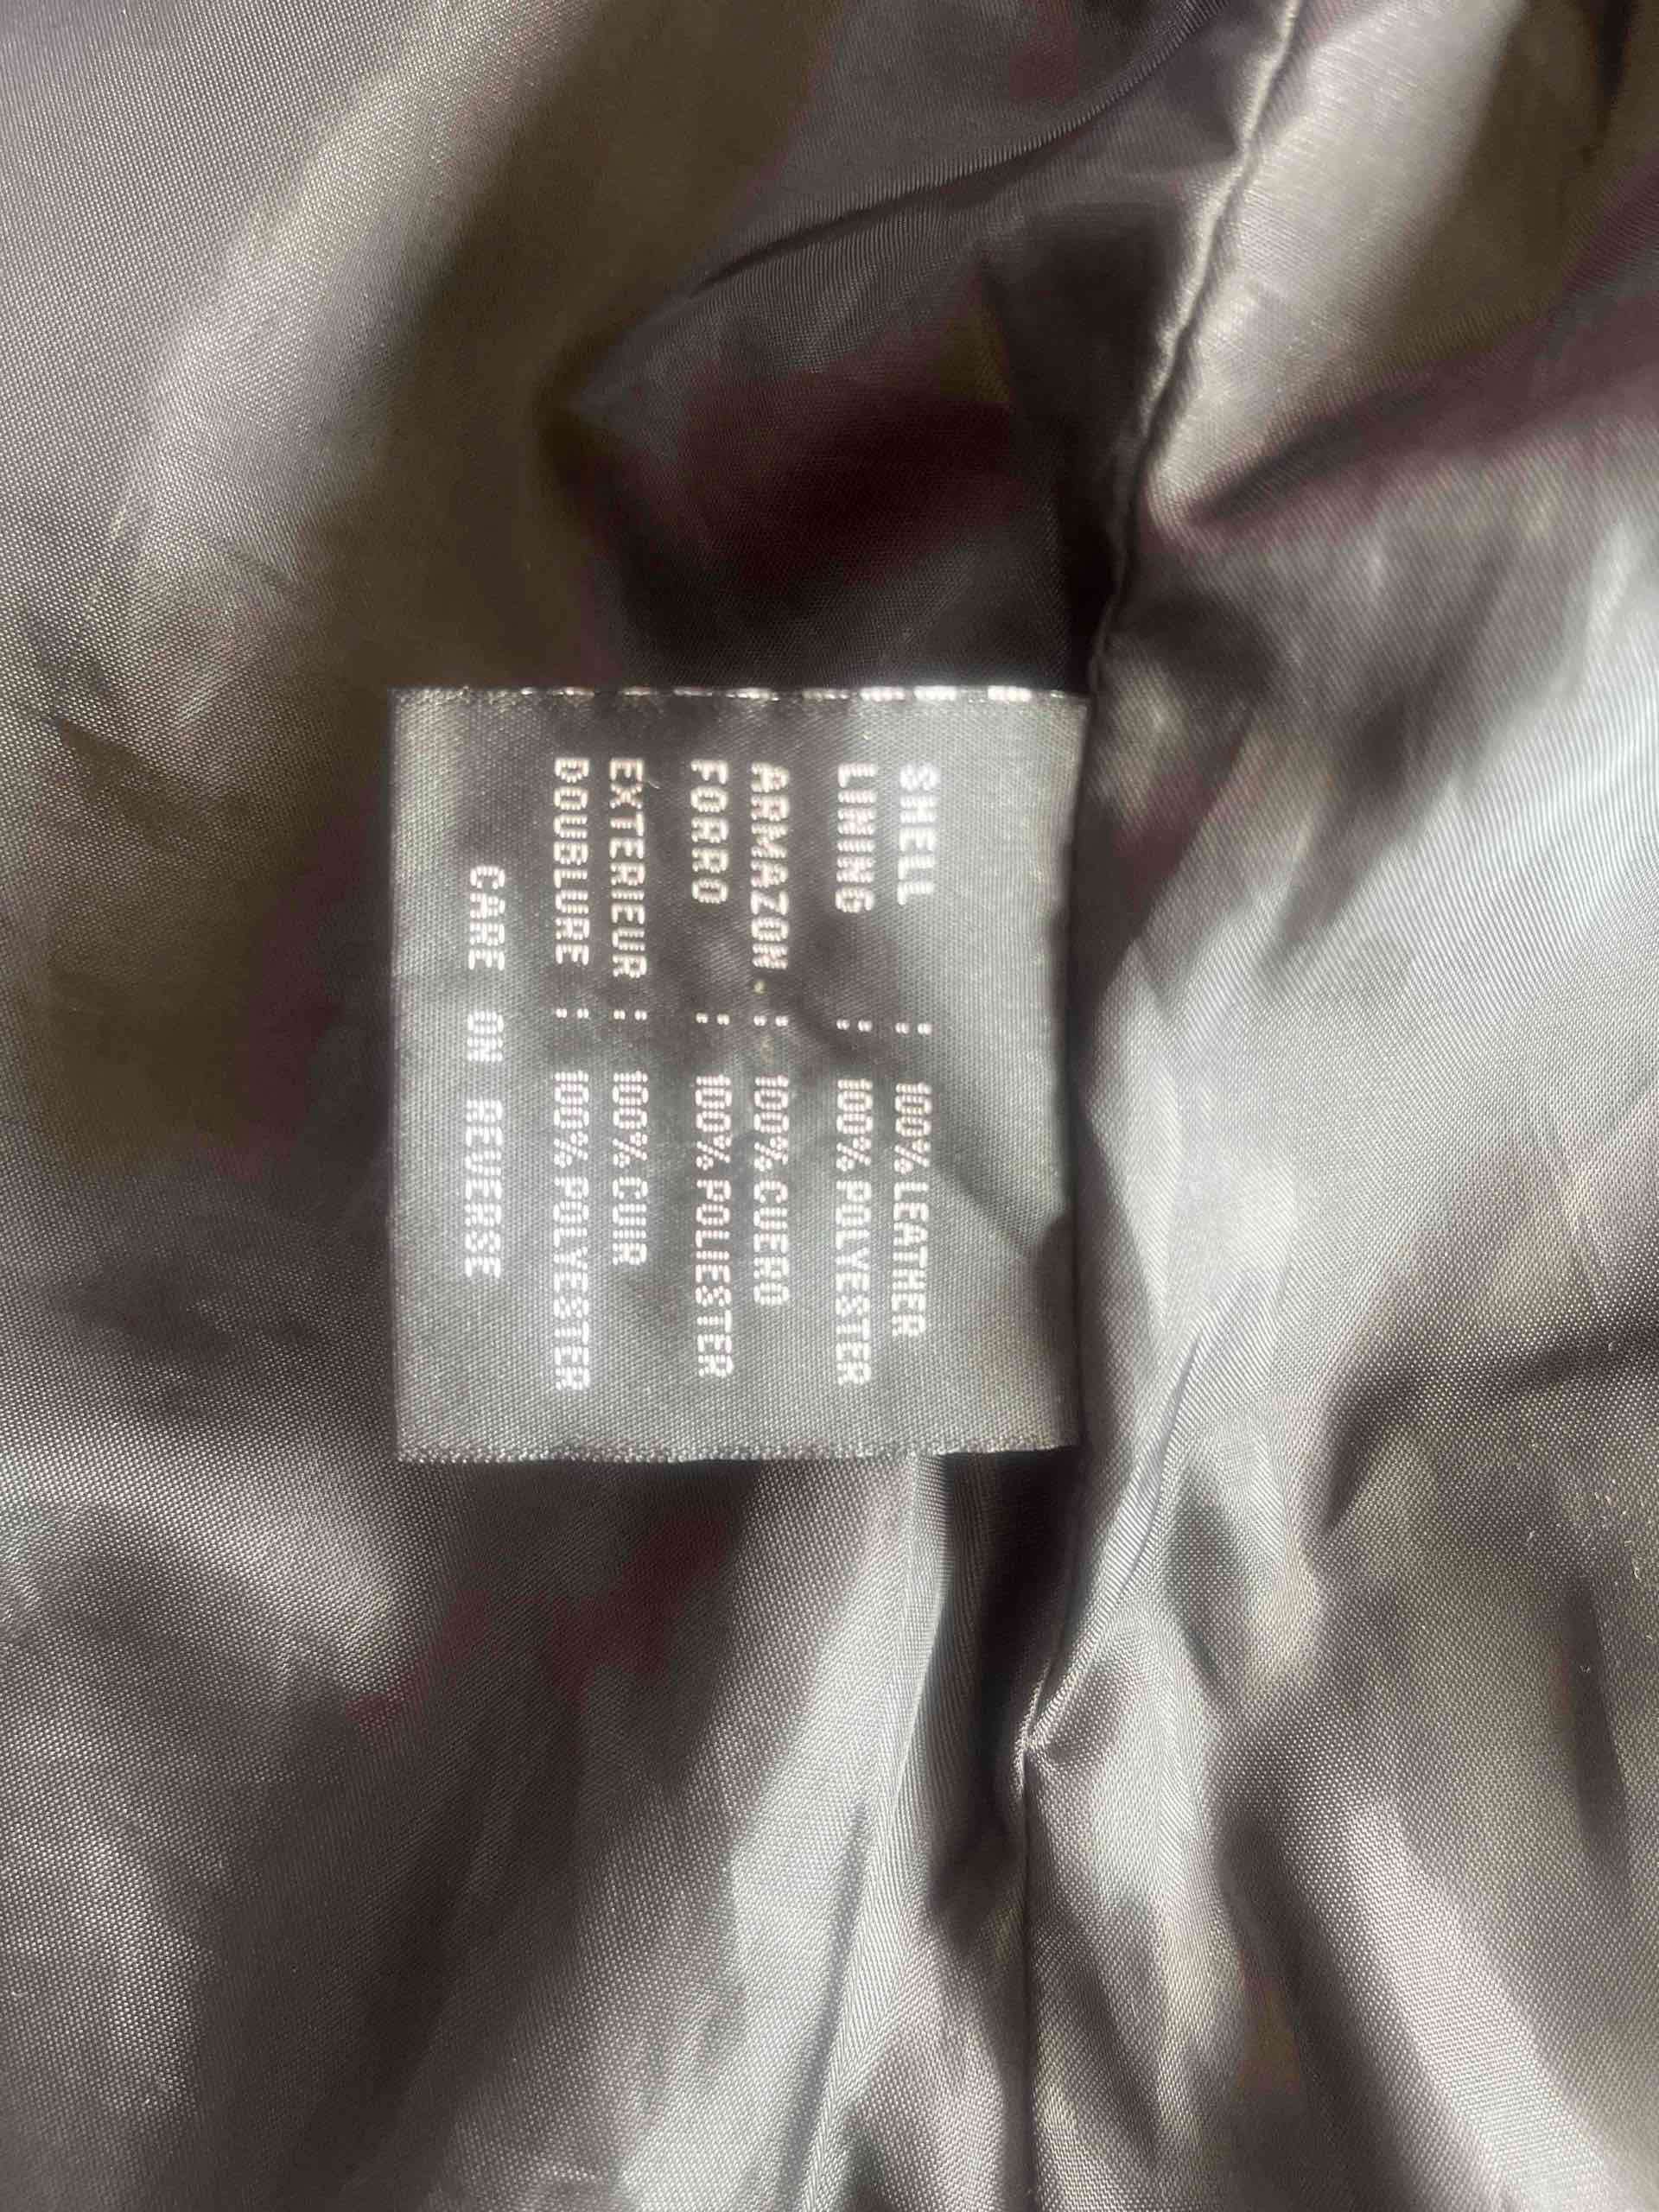 SHELL : 100% LEATHER
LINING : 100% POLYESTER
ARMAZON : 100% CUERO
FORRO : 100% POLIESTER
EXTERIEUR : 100% CUIR
DOUBLURE : 100% POLYESTER
CARE ON REVERSE